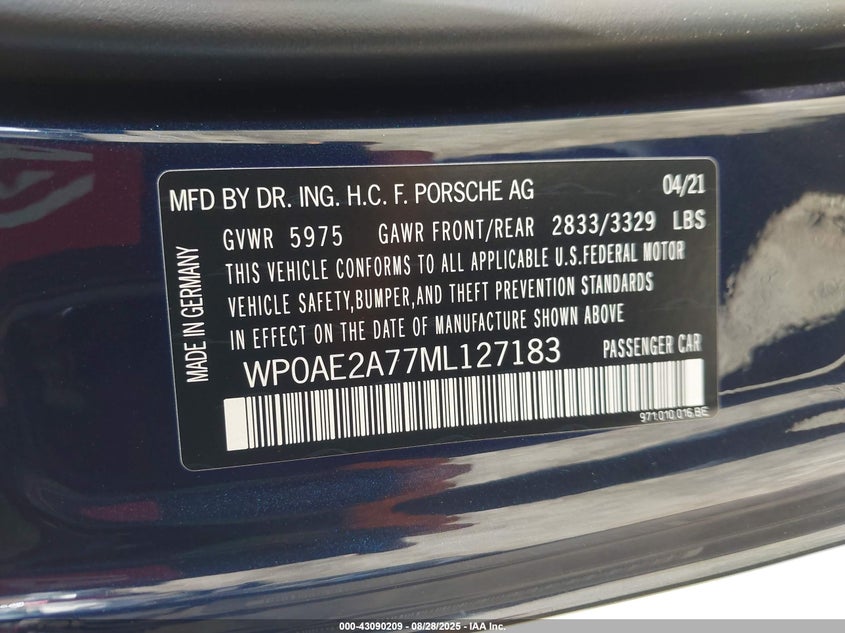 MFD BY DR. ING. H.C. F. PORSCHE AG 04/21
GVWR 5975 GAWR FRONT/REAR 2833/3329 LBS
THIS VEHICLE CONFORMS TO ALL APPLICABLE U.S.FEDERAL MOTOR
VEHICLE SAFETY,BUMPER,AND THEFT PREVENTION STANDARDS
IN EFFECT ON THE DATE OF MANUFACTURE SHOWN ABOVE
WP0AE2A77ML127183 PASSENGER CAR
971.010.016.BE
MADE IN GERMANY
000-43090209 | 08/28/2025 - IAA Inc.